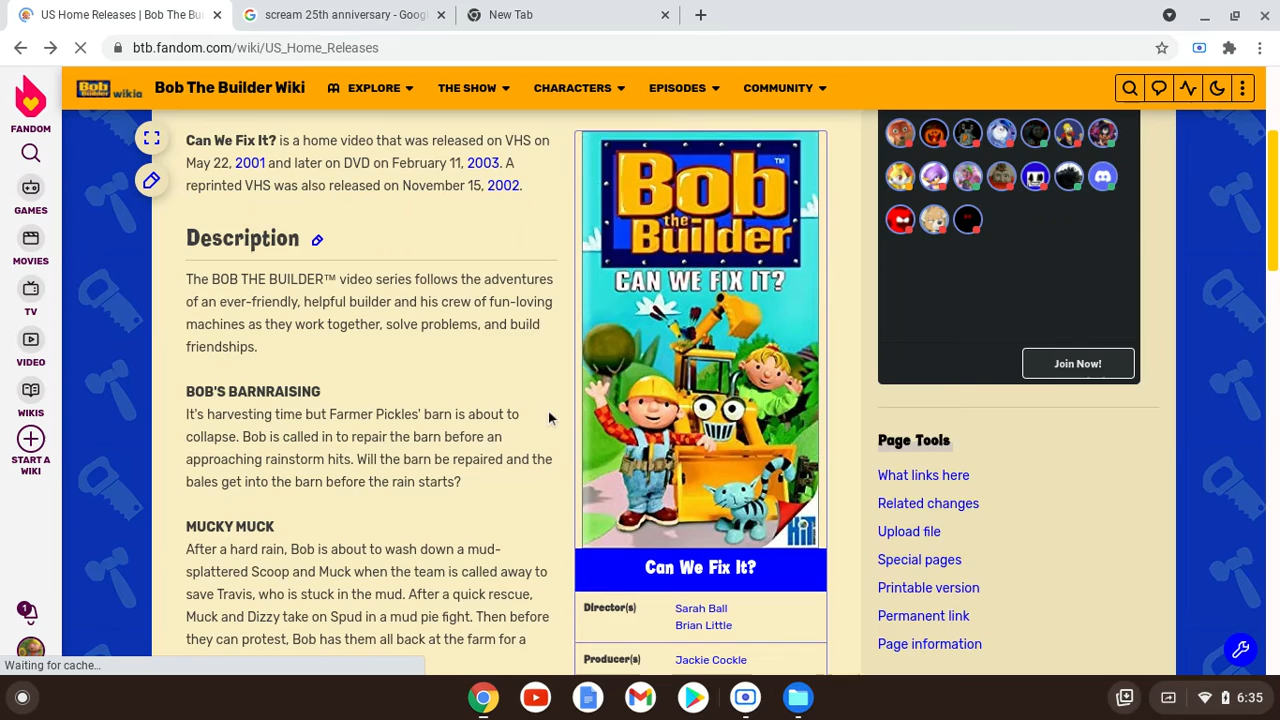 US Home Releases | Bob The Bui
scream 25th anniversary - Googl
New Tab
btb.fandom.com/wiki/US_Home_Releases
Bob the Builder wikia
Bob The Builder Wiki
EXPLORE
THE SHOW
CHARACTERS
EPISODES
COMMUNITY
FANDOM
GAMES
MOVIES
TV
VIDEO
WIKIS
START A
WIKI
1
Can We Fix It? is a home video that was released on VHS on
May 22, 2001 and later on DVD on February 11, 2003. A
reprinted VHS was also released on November 15, 2002.
Description
The BOB THE BUILDER™ video series follows the adventures
of an ever-friendly, helpful builder and his crew of fun-loving
machines as they work together, solve problems, and build
friendships.
BOB'S BARNRAISING
It's harvesting time but Farmer Pickles' barn is about to
collapse. Bob is called in to repair the barn before an
approaching rainstorm hits. Will the barn be repaired and the
bales get into the barn before the rain starts?
MUCKY MUCK
After a hard rain, Bob is about to wash down a mud-
splattered Scoop and Muck when the team is called away to
save Travis, who is stuck in the mud. After a quick rescue,
Muck and Dizzy take on Spud in a mud pie fight. Then before
they can protest, Bob has them all back at the farm for a
Bob
the
Builder
TM
CAN WE FIX IT?
HiT
Can We Fix It?
Director(s)
Sarah Ball
Brian Little
Producer(s)
Jackie Cockle
Join Now!
Page Tools
What links here
Related changes
Upload file
Special pages
Printable version
Permanent link
Page information
Waiting for cache…
6:35